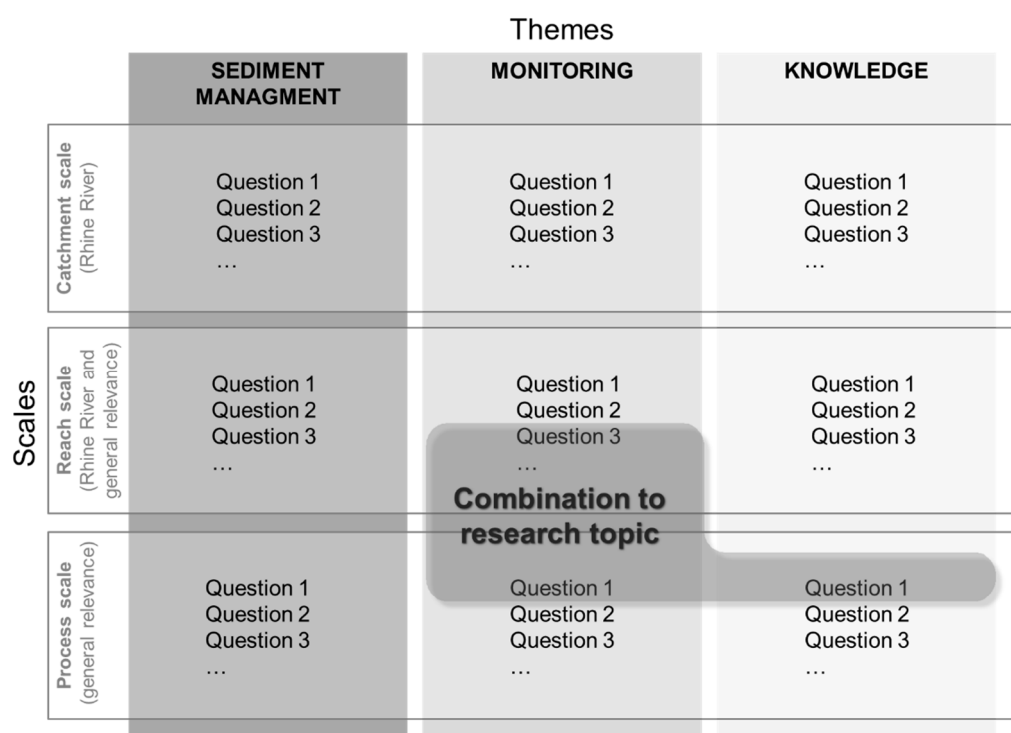 Themes
SEDIMENT
MANAGMENT
MONITORING
KNOWLEDGE
Scales
Catchment scale
(Rhine River)
Question 1
Question 2
Question 3
…
Question 1
Question 2
Question 3
…
Question 1
Question 2
Question 3
…
Reach scale
(Rhine River and
general relevance)
Question 1
Question 2
Question 3
…
Question 1
Question 2
Question 3
…
Question 1
Question 2
Question 3
…
Combination to
research topic
Process scale
(general relevance)
Question 1
Question 2
Question 3
…
Question 1
Question 2
Question 3
…
Question 1
Question 2
Question 3
…